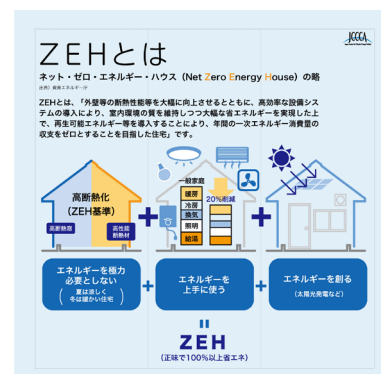 JCCCA
ZEHとは
ネット・ゼロ・エネルギー・ハウス（Net Zero Energy House）の略
出所）資源エネルギー庁
ZEHとは、「外壁等の断熱性能等を大幅に向上させるとともに、高効率な設備シス
テムの導入により、室内環境の質を維持しつつ大幅な省エネルギーを実現した上
で、再生可能エネルギー等を導入することにより、年間の一次エネルギー消費量の
収支をゼロとすることを目指した住宅」です。
高断熱化
（ZEH基準）
高断熱窓
高性能
断熱材
+
一般家庭
暖房
冷房
換気
照明
給湯
20%削減
+
エネルギーを極力
必要としない
（夏は涼しく
冬は暖かい住宅）
+
エネルギーを
上手に使う
+
エネルギーを創る
（太陽光発電など）
=
ZEH
（正味で100%以上省エネ）